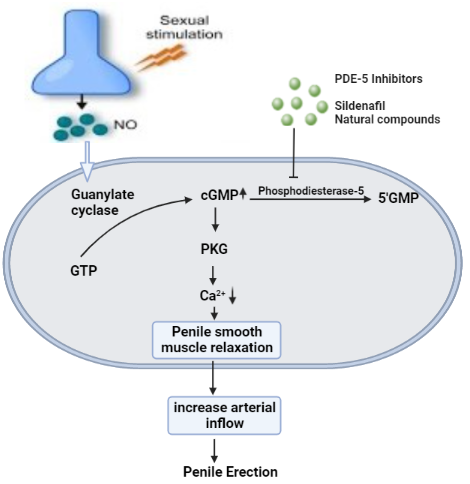 Sexual
stimulation
PDE-5 Inhibitors
Sildenafil
Natural compounds
NO
Guanylate
cyclase
cGMP
Phosphodiesterase-5
5'GMP
GTP
PKG
Ca²⁺
Penile smooth
muscle relaxation
increase arterial
inflow
Penile Erection